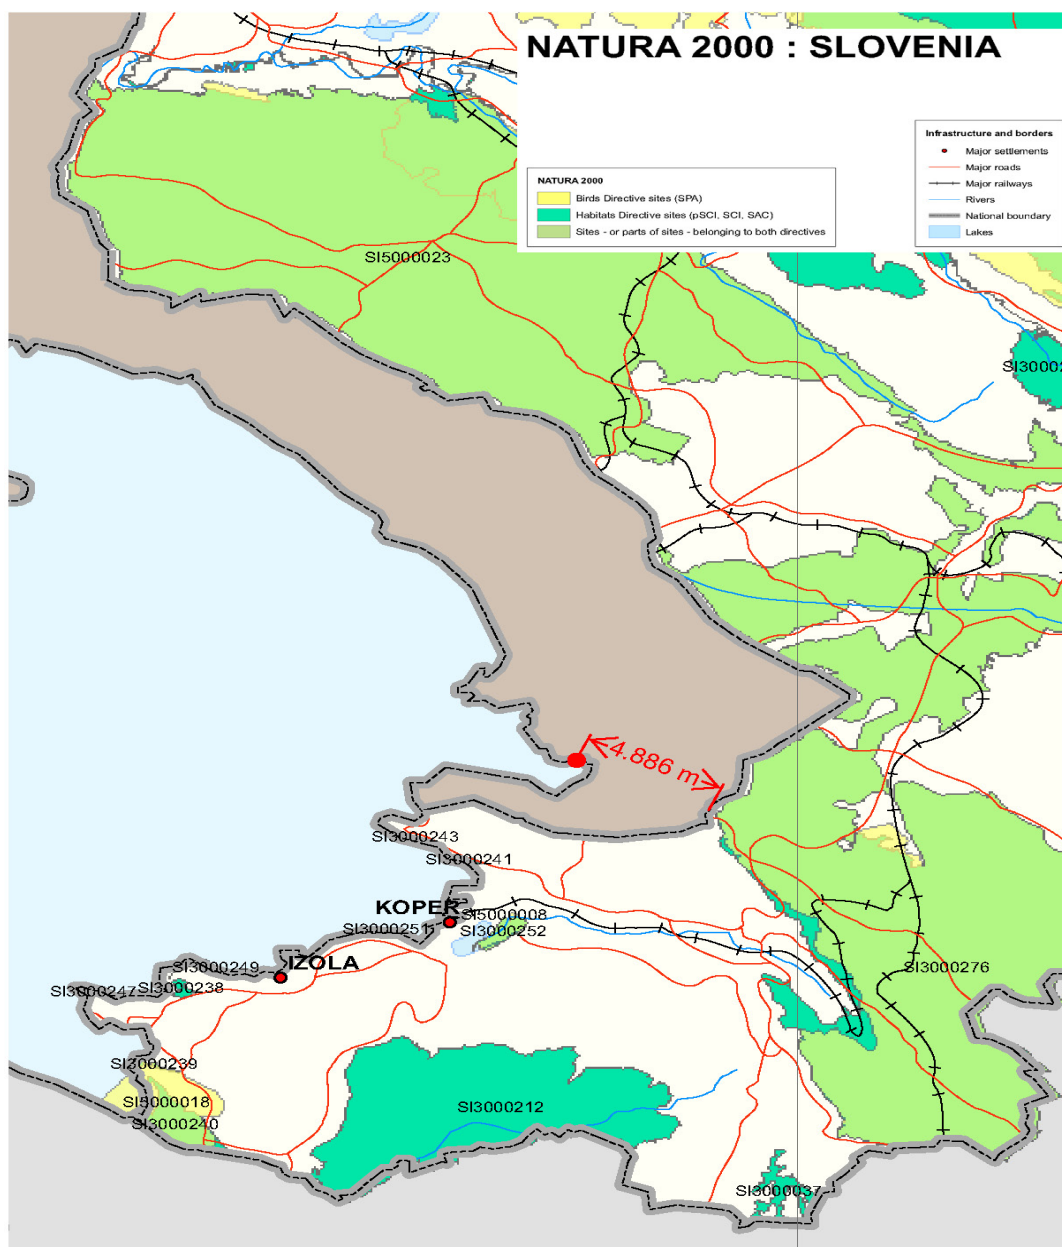 NATURA 2000 : SLOVENIA
Infrastructure and borders
Major settlements
Major roads
Major railways
Rivers
National boundary
Lakes
NATURA 2000
Birds Directive sites (SPA)
Habitats Directive sites (pSCI, SCI, SAC)
Sites - or parts of sites - belonging to both directives
SI5000023
4.886 m
SI3000243
SI3000241
KOPER
SI5000008
SI3000251
SI3000252
IZOLA
SI3000249
SI3000276
SI3000247
SI3000238
SI3000239
SI5000018
SI3000212
SI3000240
SI3000037